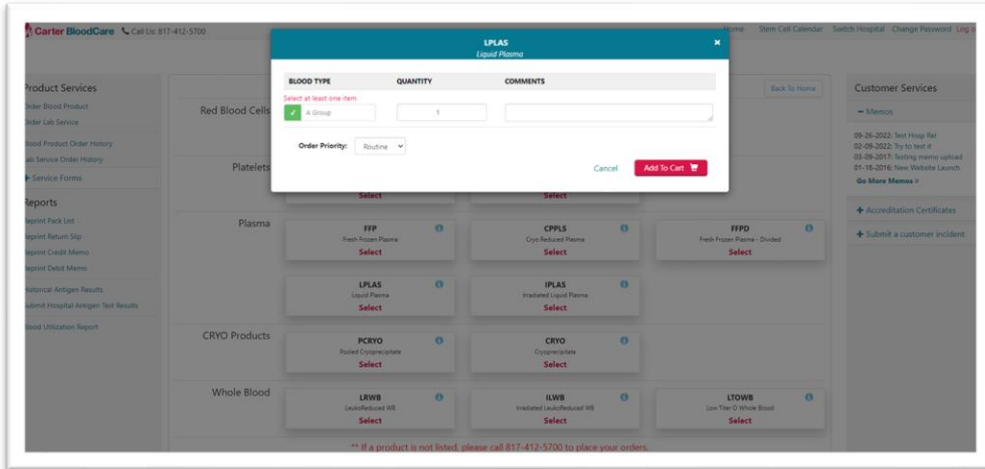 Carter BloodCare Call Us: 817-412-5700
Home Stem Cell Calendar Switch Hospital Change Password Log o
LPLAS
Liquid Plasma
BLOOD TYPE QUANTITY COMMENTS
Select at least one item
A Group 1
Order Priority: Routine
Cancel Add To Cart
Product Services
Order Blood Product
Order Lab Service
Blood Product Order History
Lab Service Order History
+ Service Forms
Reports
Reprint Pack List
Reprint Return Slip
Reprint Credit Memo
Reprint Debit Memo
Historical Antigen Results
Submit Hospital Antigen Test Results
Blood Utilization Report
Back To Home
Red Blood Cells
Platelets
Select Select
Plasma
FFP CPPLS FFPD
Fresh Frozen Plasma Cryo Reduced Plasma Fresh Frozen Plasma - Divided
Select Select Select
LPLAS IPLAS
Liquid Plasma Irradiated Liquid Plasma
Select Select
CRYO Products
PCRYO CRYO
Pooled Cryoprecipitate Cryoprecipitate
Select Select
Whole Blood
LRWB ILWB LTOWB
LeukoReduced WB Irradiated LeukoReduced WB Low Titer O Whole Blood
Select Select Select
** If a product is not listed, please call 817-412-5700 to place your orders.
Customer Services
− Memos
09-26-2022: Test Hosp Rel
02-09-2022: Try to test it
03-09-2017: Testing memo upload
01-18-2016: New Website Launch
Go More Memos »
+ Accreditation Certificates
+ Submit a customer incident